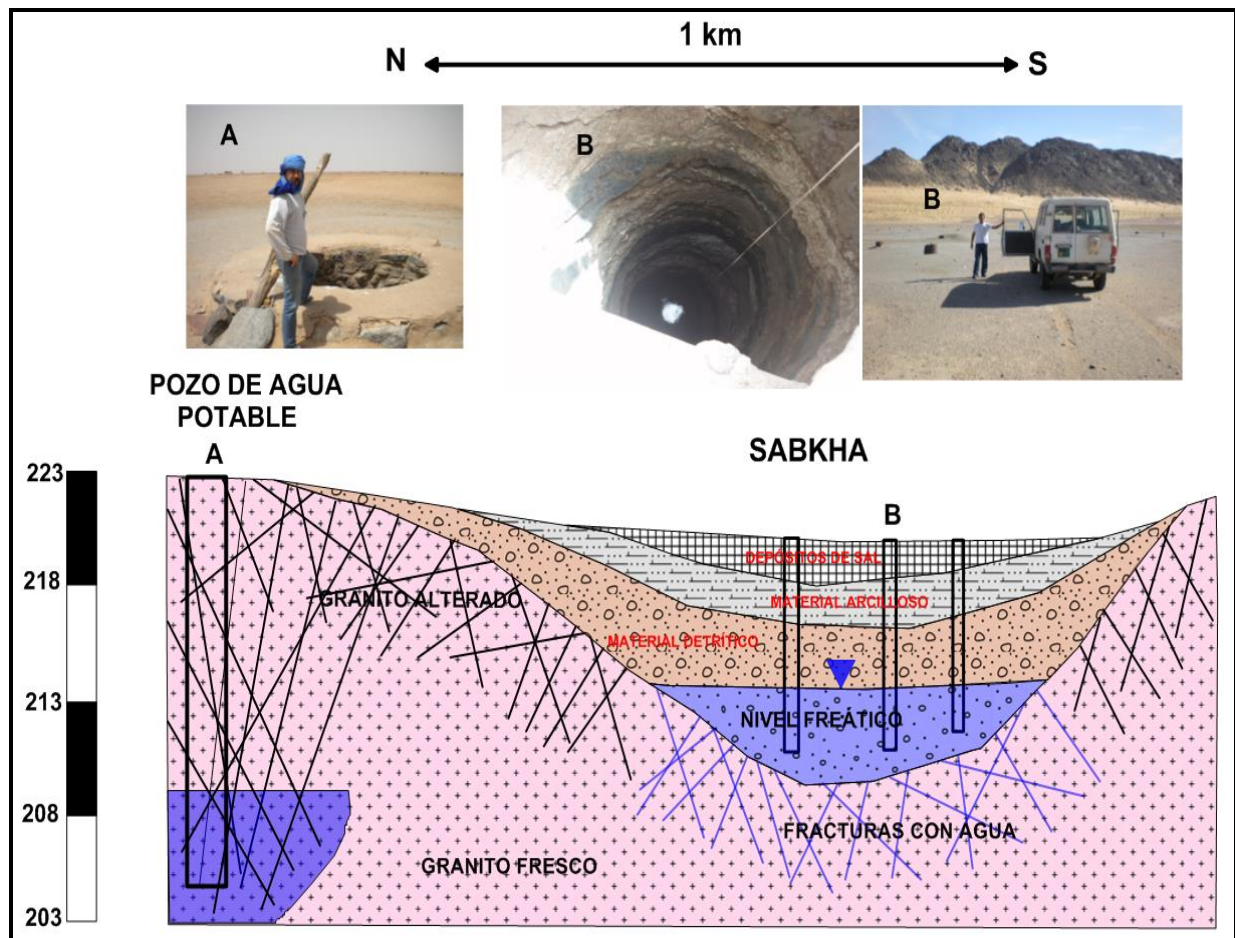 1 km
N
S
A
B
B
POZO DE AGUA
POTABLE
A
SABKHA
B
223
218
213
208
203
DEPÓSITOS DE SAL
MATERIAL ARCILLOSO
GRANITO ALTERADO
MATERIAL DETRÍTICO
NIVEL FREÁTICO
FRACTURAS CON AGUA
GRANITO FRESCO